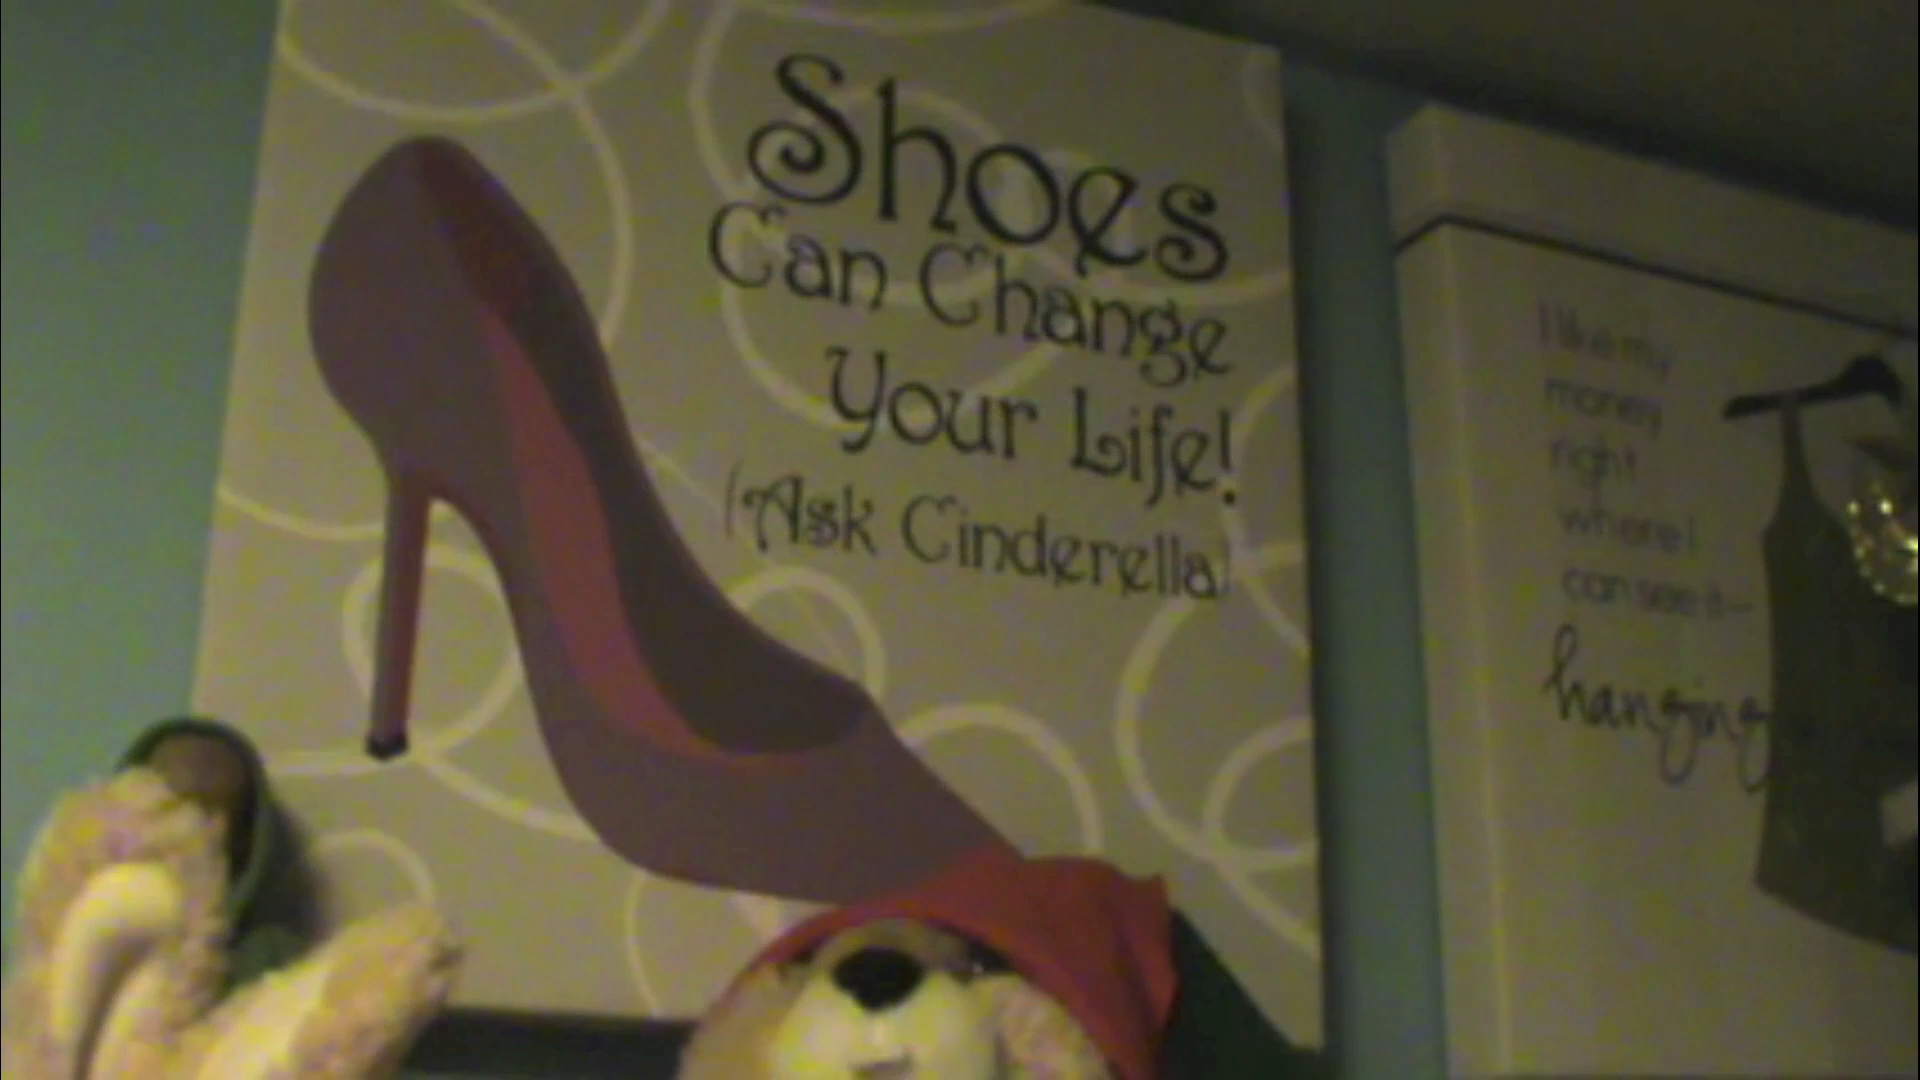 Shoes
Can Change
Your Life!
(Ask Cinderella)
I like my
money
right
where I
can see it-
hanging